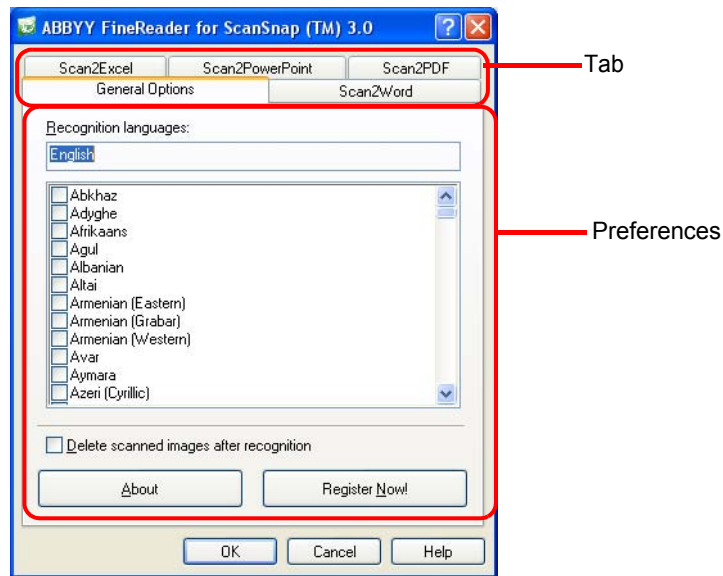 ABBYY FineReader for ScanSnap (TM) 3.0
Scan2Excel Scan2PowerPoint Scan2PDF
General Options Scan2Word
Tab
Recognition languages:
English
Abkhaz
Adyghe
Afrikaans
Agul
Albanian
Altai
Armenian (Eastern)
Armenian (Grabar)
Armenian (Western)
Avar
Aymara
Azeri (Cyrillic)
Preferences
Delete scanned images after recognition
About Register Now!
OK Cancel Help